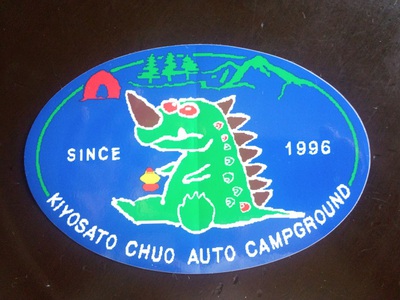 SINCE 1996
KIYOSATO CHUO AUTO CAMPGROUND